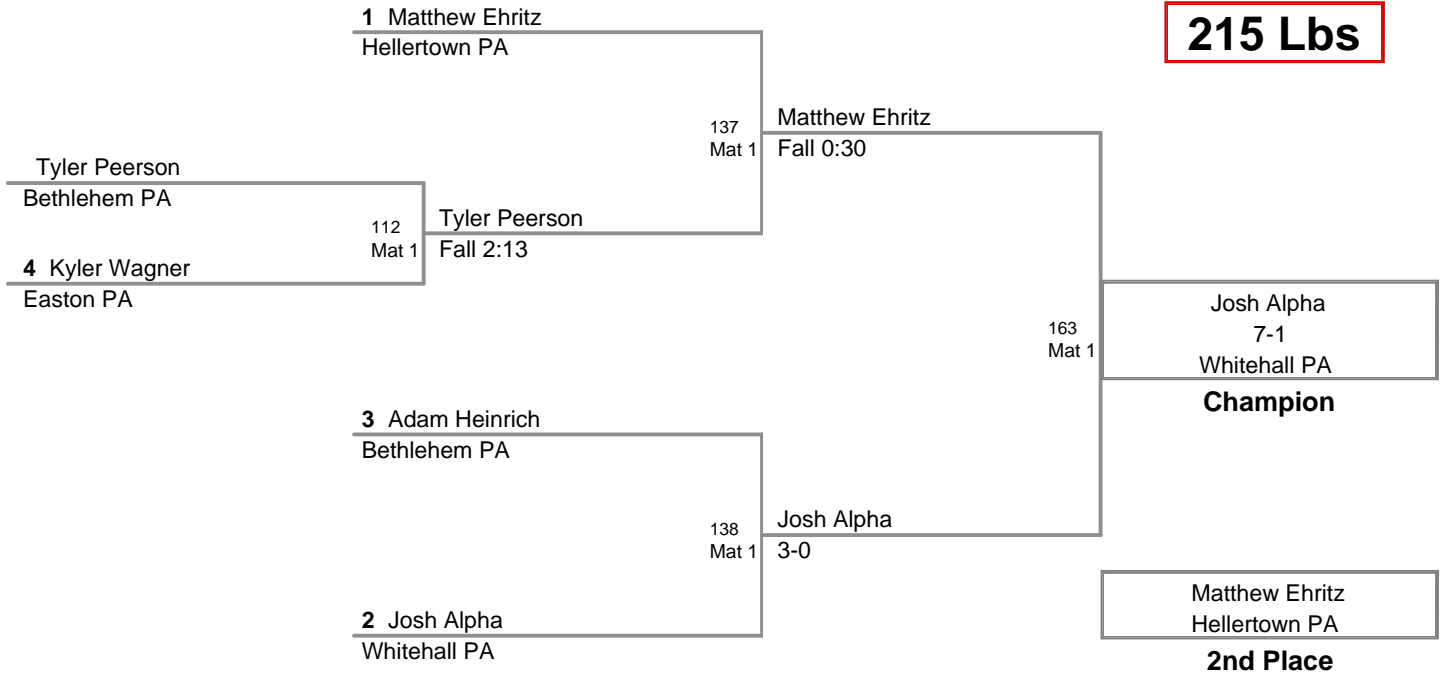 1 Matthew Ehritz
Hellertown PA
215 Lbs
137
Mat 1
Matthew Ehritz
Fall 0:30
Tyler Peerson
Bethlehem PA
112
Mat 1
Tyler Peerson
Fall 2:13
4 Kyler Wagner
Easton PA
163
Mat 1
Josh Alpha
7-1
Whitehall PA
Champion
3 Adam Heinrich
Bethlehem PA
138
Mat 1
Josh Alpha
3-0
2 Josh Alpha
Whitehall PA
Matthew Ehritz
Hellertown PA
2nd Place